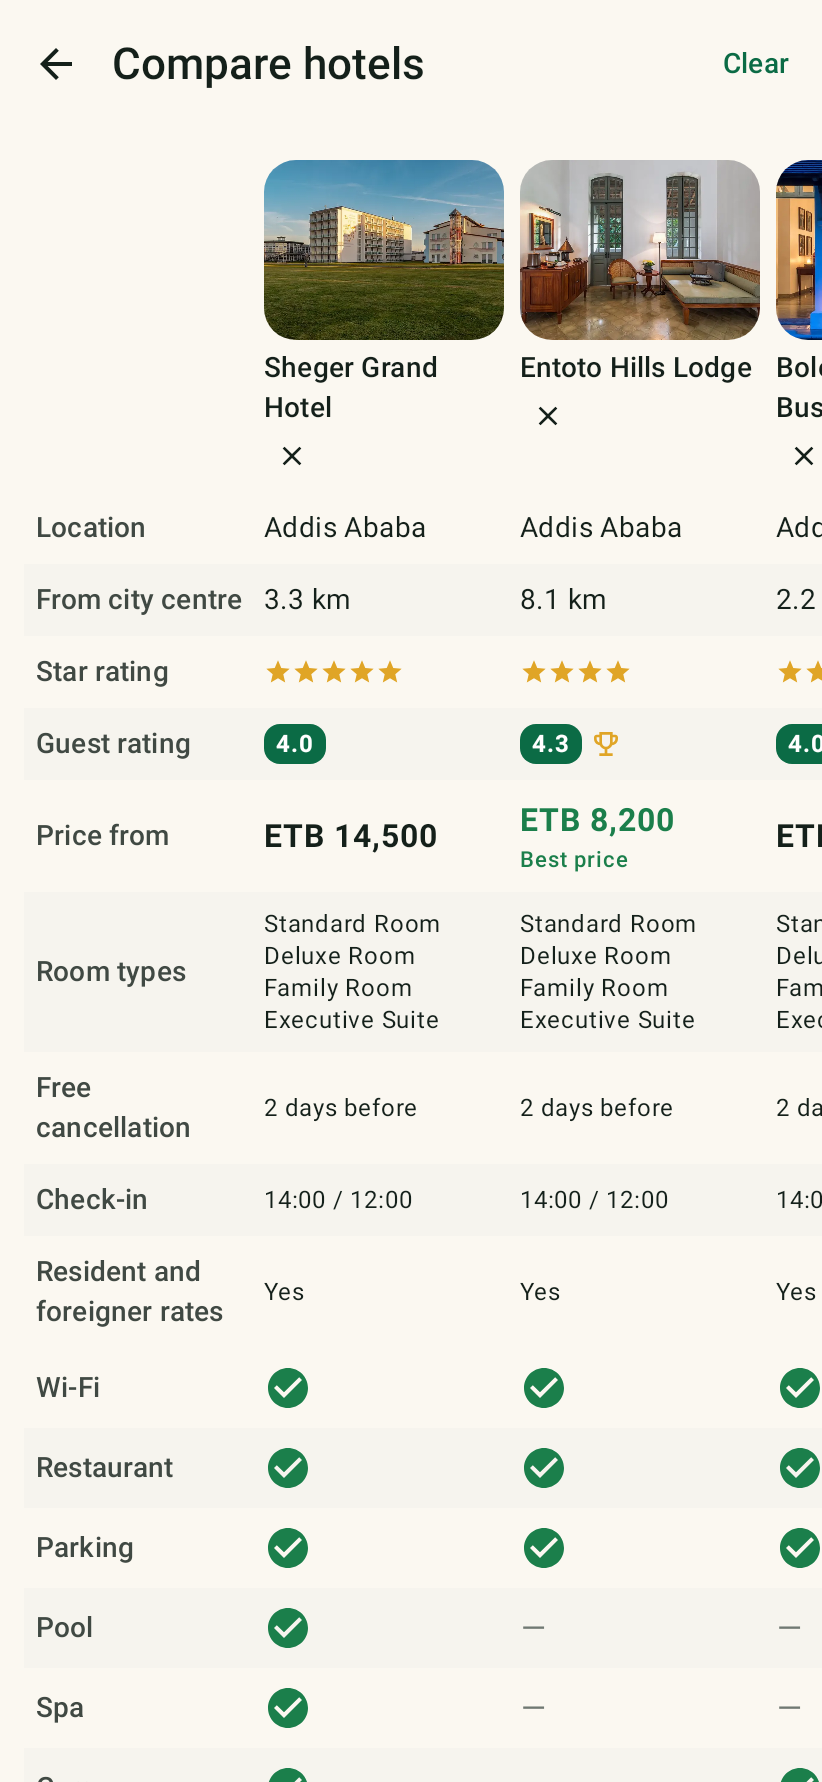 Compare hotels
Clear
Sheger Grand Hotel
Entoto Hills Lodge
Location
Addis Ababa
Addis Ababa
From city centre
3.3 km
8.1 km
2.2
Star rating
Guest rating
4.0
4.3
4.0
Price from
ETB 14,500
ETB 8,200
Best price
Room types
Standard Room
Deluxe Room
Family Room
Executive Suite
Standard Room
Deluxe Room
Family Room
Executive Suite
Free cancellation
2 days before
2 days before
Check-in
14:00 / 12:00
14:00 / 12:00
Resident and foreigner rates
Yes
Yes
Yes
Wi-Fi
Restaurant
Parking
Pool
Spa